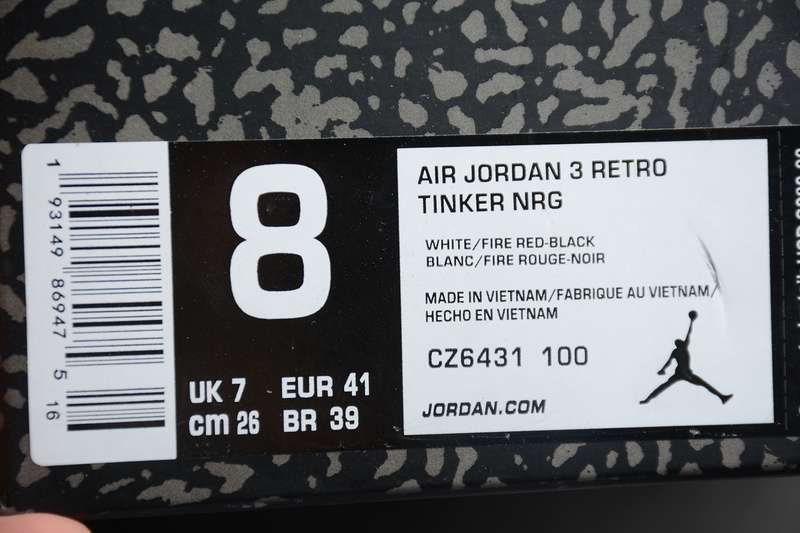 1 93149 86947 5 16
8
UK 7 EUR 41
cm 26 BR 39
AIR JORDAN 3 RETRO
TINKER NRG
WHITE/FIRE RED-BLACK
BLANC/FIRE ROUGE-NOIR
MADE IN VIETNAM/FABRIQUE AU VIETNAM/
HECHO EN VIETNAM
CZ6431 100
JORDAN.COM